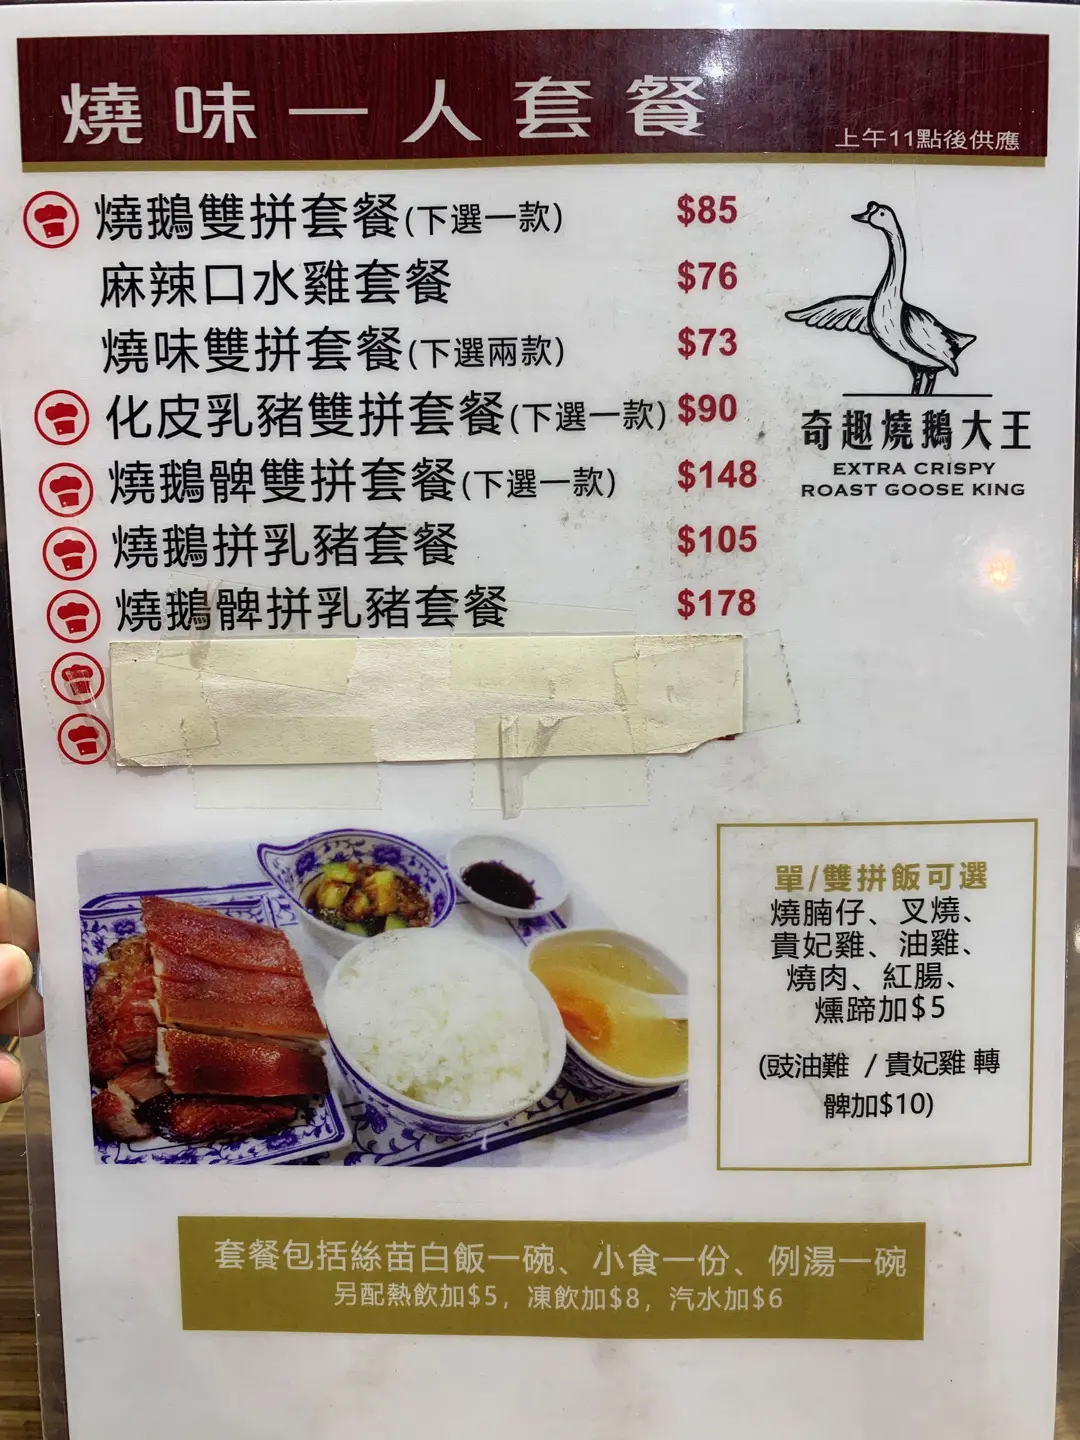 燒味一人套餐
上午11點後供應
燒鵝雙拼套餐(下選一款) $85
麻辣口水雞套餐 $76
燒味雙拼套餐(下選兩款) $73
化皮乳豬雙拼套餐(下選一款) $90
燒鵝髀雙拼套餐(下選一款) $148
燒鵝拼乳豬套餐 $105
燒鵝髀拼乳豬套餐 $178
奇趣燒鵝大王
EXTRA CRISPY
ROAST GOOSE KING
單/雙拼飯可選
燒腩仔、叉燒、
貴妃雞、油雞、
燒肉、紅腸、
燻蹄加$5
(豉油難 / 貴妃雞 轉
髀加$10)
套餐包括絲苗白飯一碗、小食一份、例湯一碗
另配熱飲加$5, 凍飲加$8, 汽水加$6